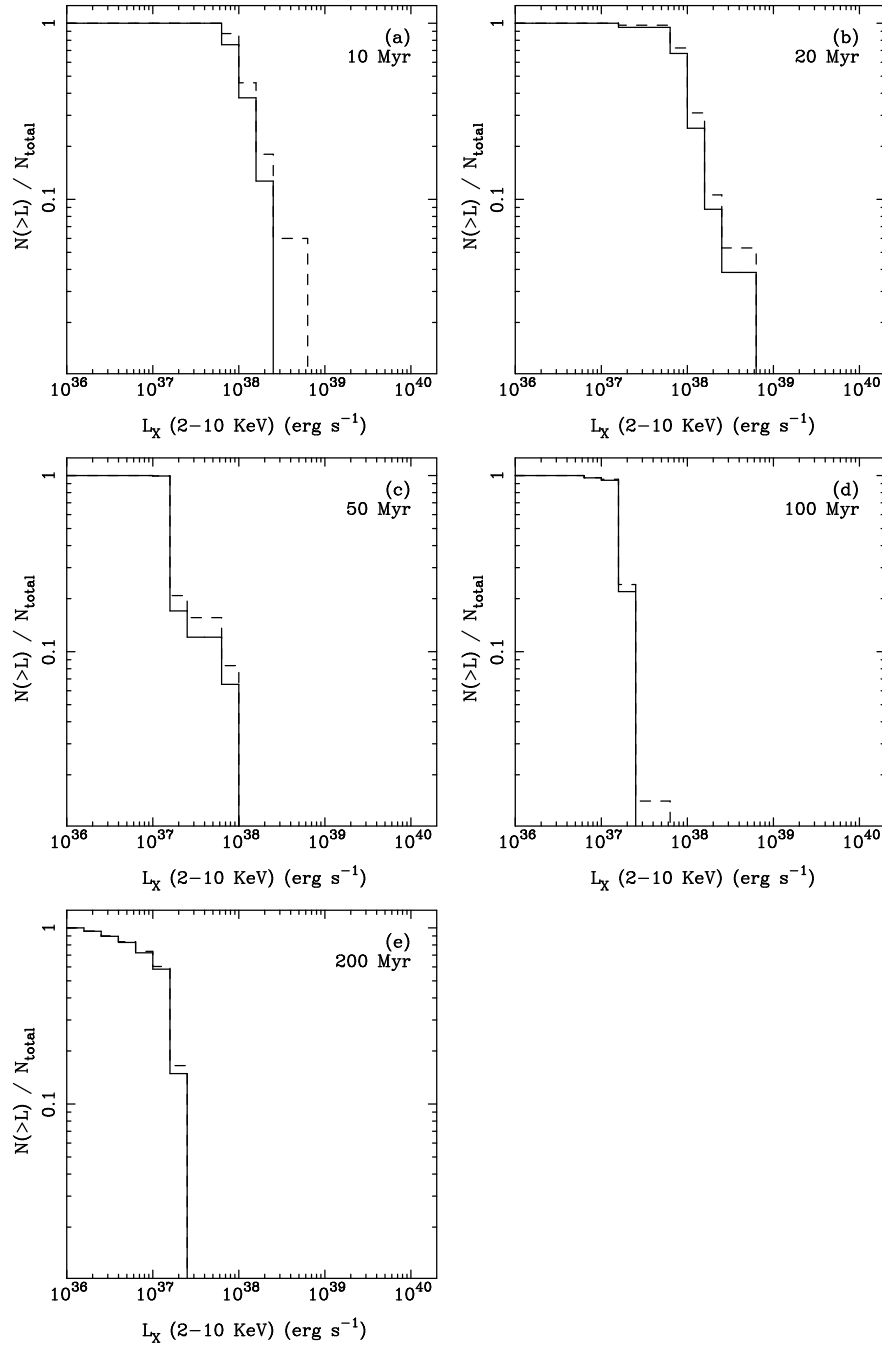 1
0.1
N(>L) / N_total
(a)
10 Myr
10^36 10^37 10^38 10^39 10^40
L_X (2−10 KeV) (erg s^−1)
1
0.1
N(>L) / N_total
(b)
20 Myr
10^36 10^37 10^38 10^39 10^40
L_X (2−10 KeV) (erg s^−1)
1
0.1
N(>L) / N_total
(c)
50 Myr
10^36 10^37 10^38 10^39 10^40
L_X (2−10 KeV) (erg s^−1)
1
0.1
N(>L) / N_total
(d)
100 Myr
10^36 10^37 10^38 10^39 10^40
L_X (2−10 KeV) (erg s^−1)
1
0.1
N(>L) / N_total
(e)
200 Myr
10^36 10^37 10^38 10^39 10^40
L_X (2−10 KeV) (erg s^−1)